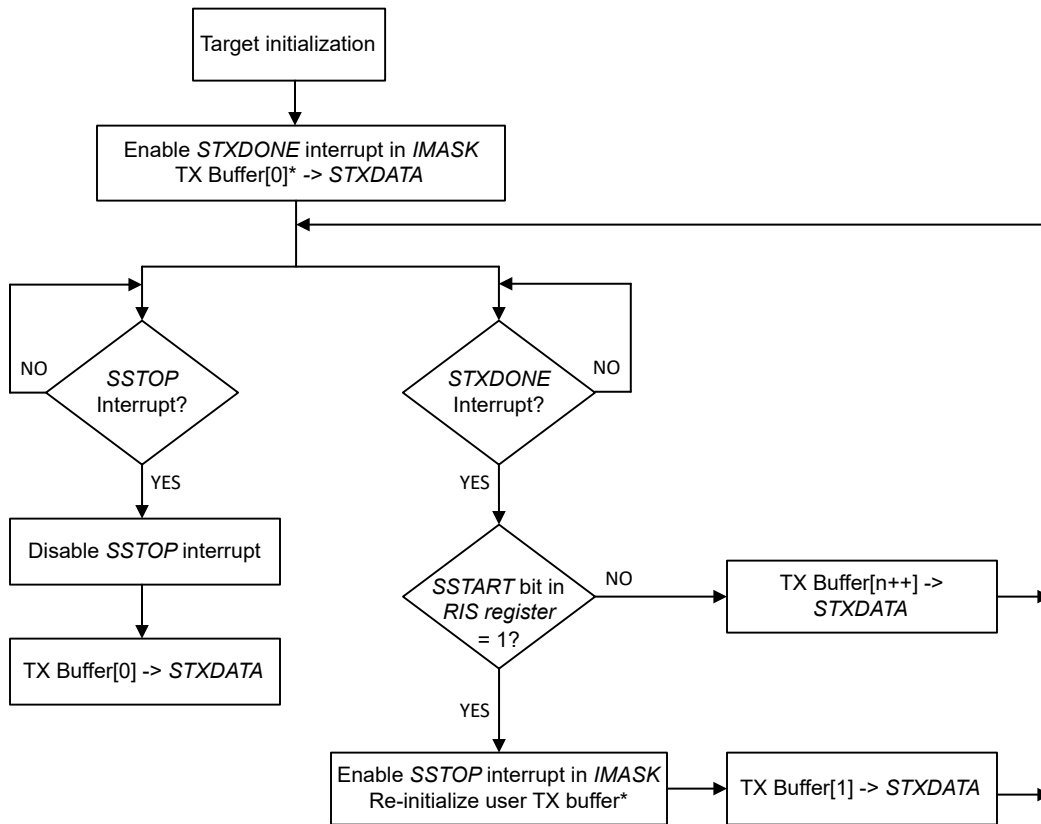 Target initialization
Enable STXDONE interrupt in IMASK
TX Buffer[0]* -> STXDATA
NO
SSTOP
Interrupt?
YES
Disable SSTOP interrupt
TX Buffer[0] -> STXDATA
STXDONE
Interrupt?
NO
YES
SSTART bit in
RIS register
= 1?
NO
TX Buffer[n++] ->
STXDATA
YES
Enable SSTOP interrupt in IMASK
Re-initialize user TX buffer*
TX Buffer[1] -> STXDATA